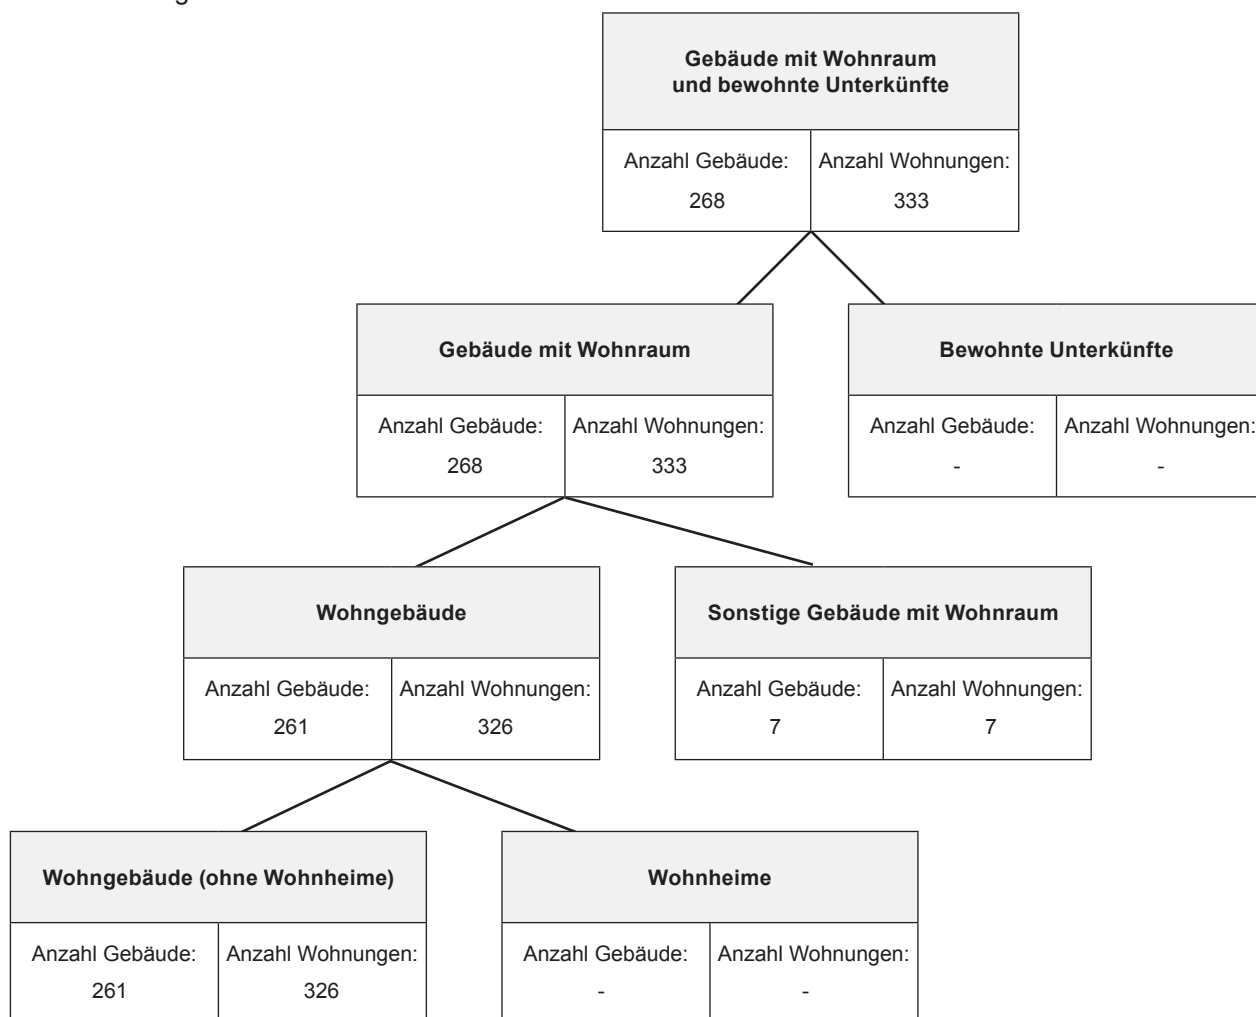 Gebäude mit Wohnraum
und bewohnte Unterkünfte
Anzahl Gebäude: Anzahl Wohnungen:
268 333
Gebäude mit Wohnraum
Bewohnte Unterkünfte
Anzahl Gebäude: Anzahl Wohnungen:
268 333
Anzahl Gebäude: Anzahl Wohnungen:
- -
Wohngebäude
Sonstige Gebäude mit Wohnraum
Anzahl Gebäude: Anzahl Wohnungen:
261 326
Anzahl Gebäude: Anzahl Wohnungen:
7 7
Wohngebäude (ohne Wohnheime)
Wohnheime
Anzahl Gebäude: Anzahl Wohnungen:
261 326
Anzahl Gebäude: Anzahl Wohnungen:
- -